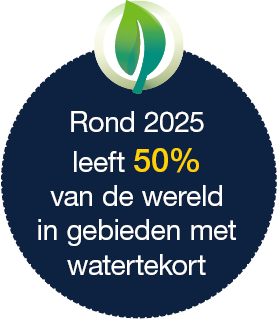 Rond 2025
leeft 50%
van de wereld
in gebieden met
watertekort